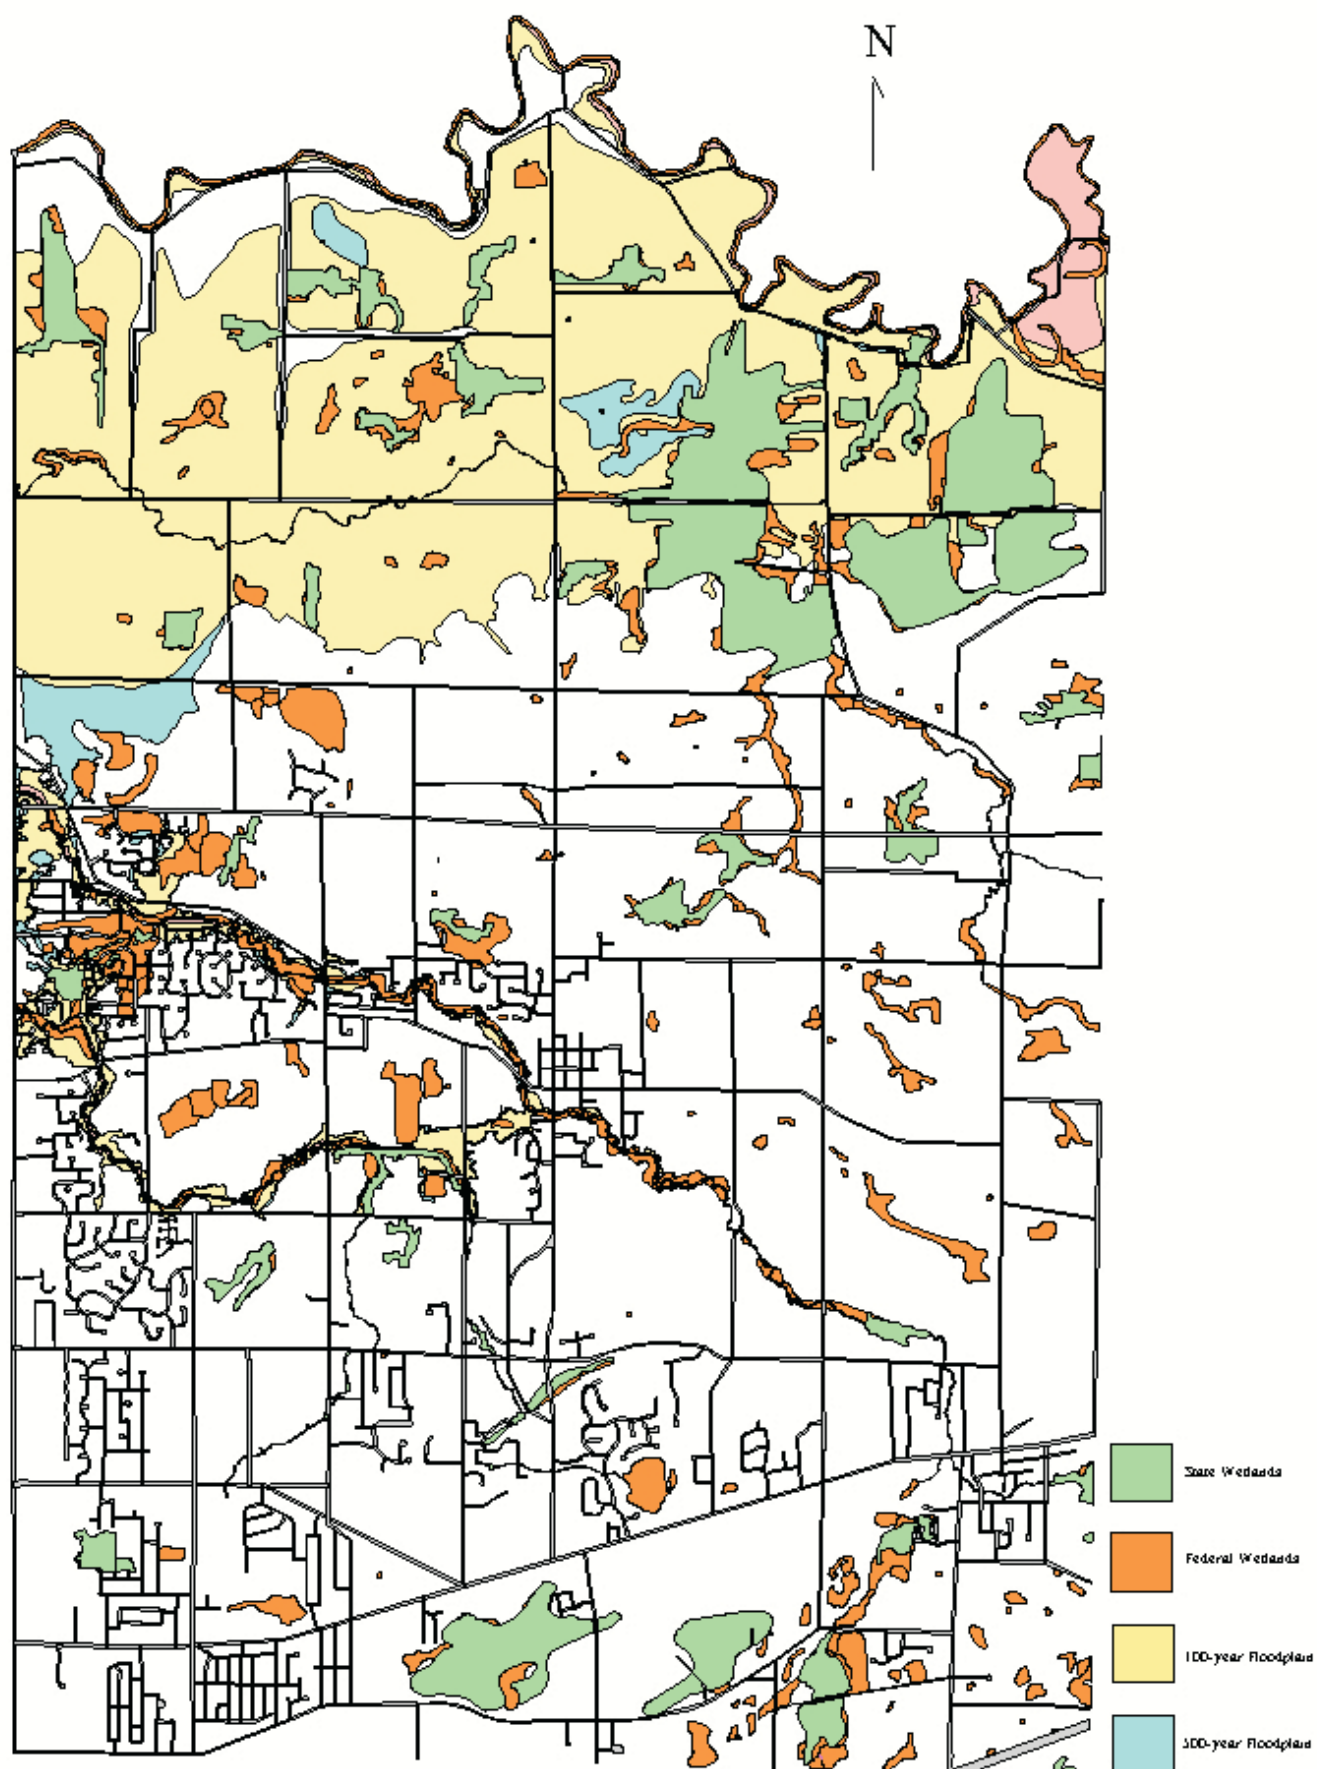 N
State Wetlands
Federal Wetlands
100-year Floodplain
500-year Floodplain